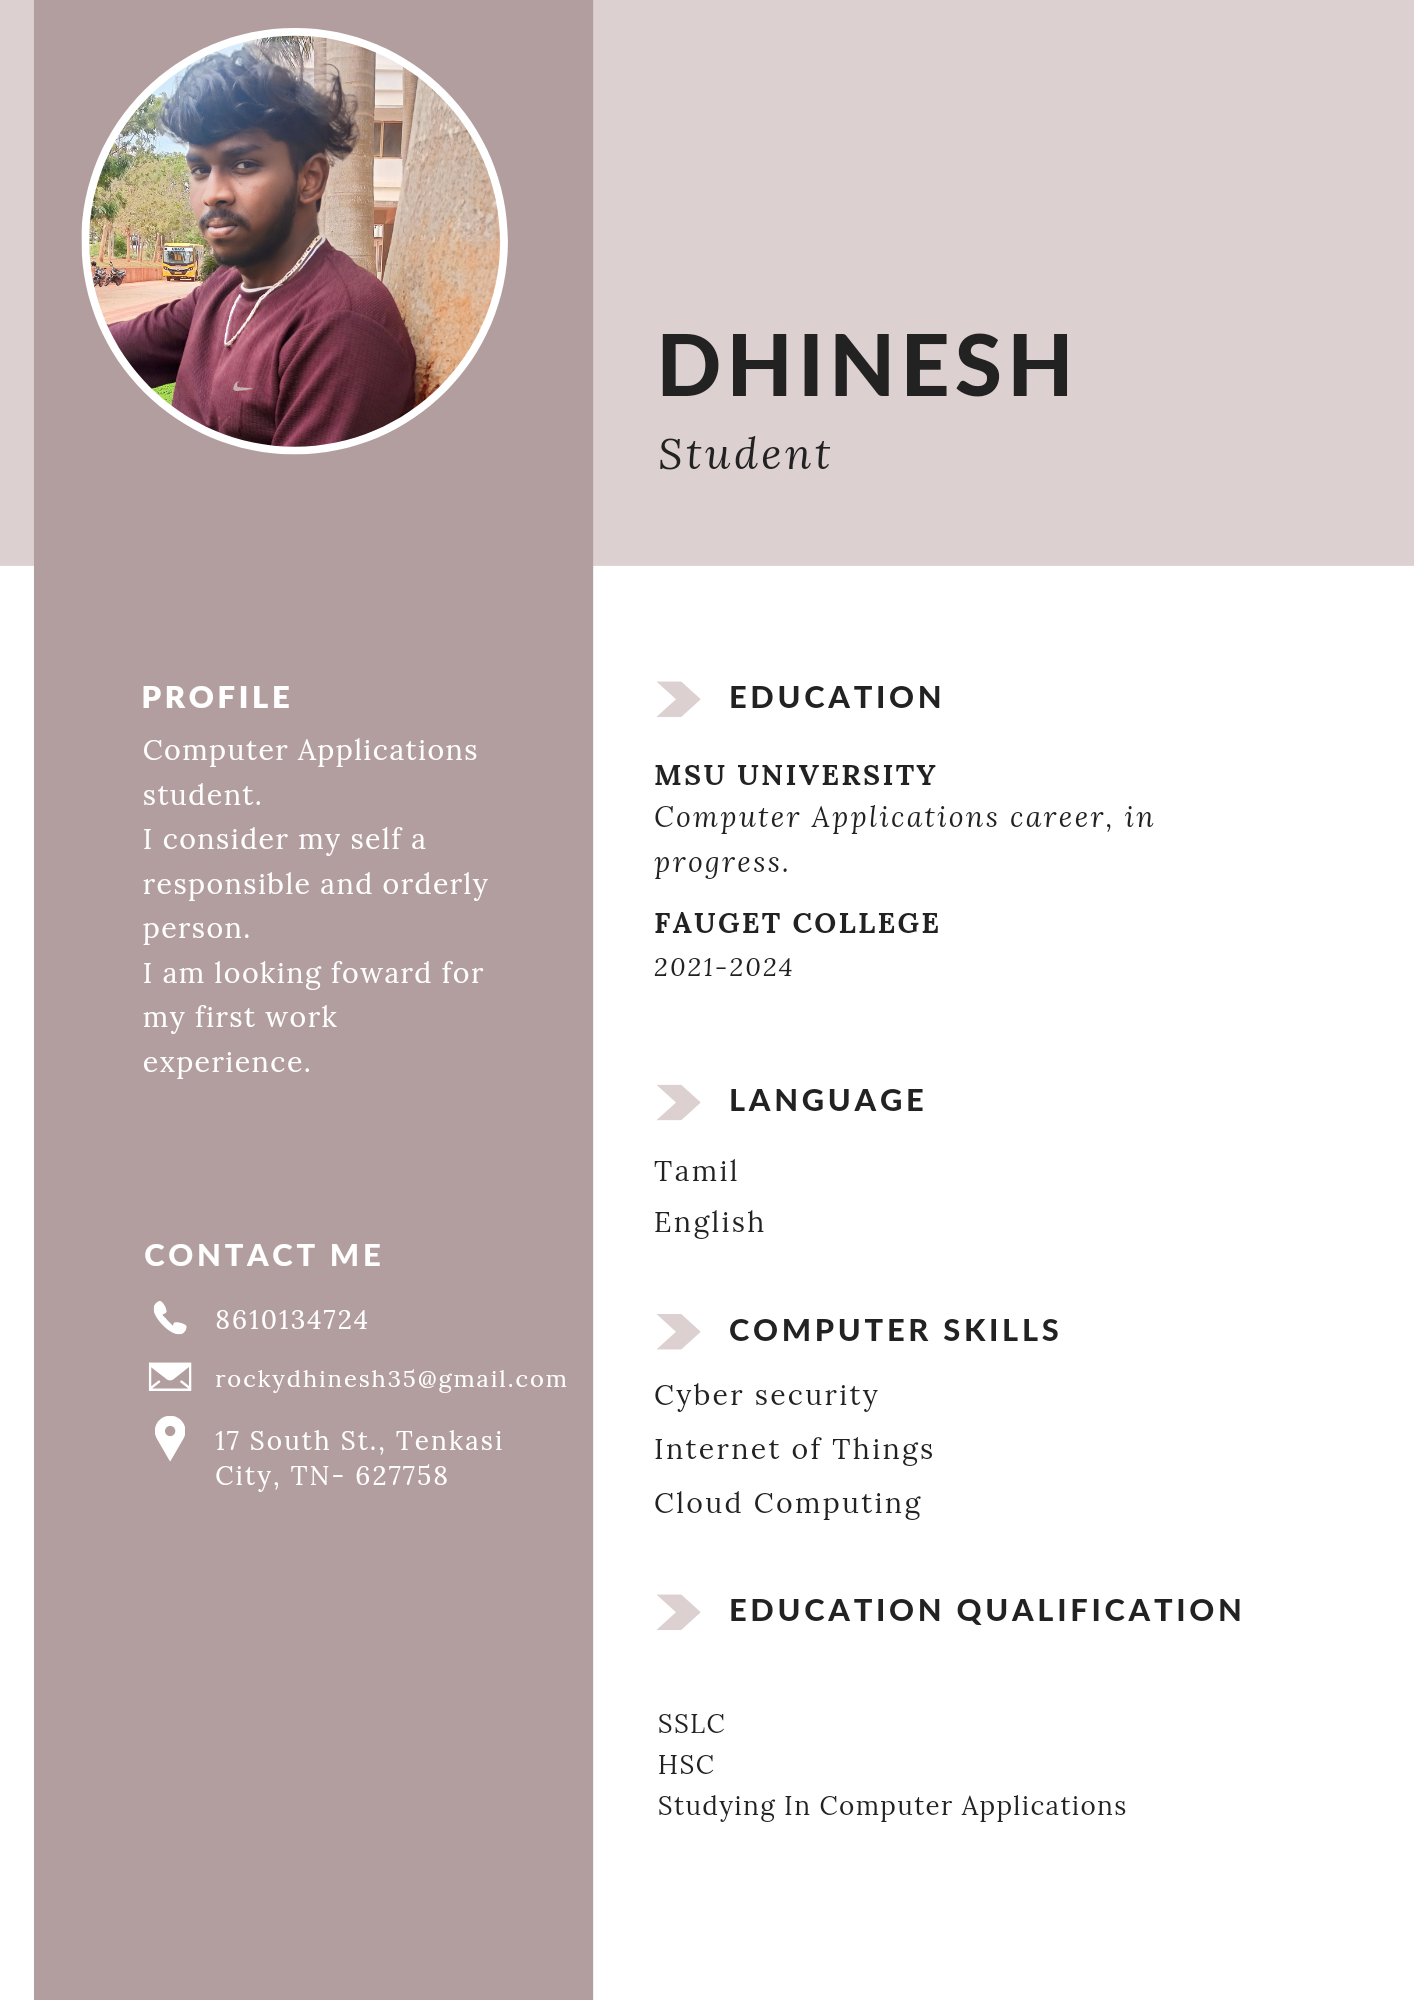 DHINESH
Student
PROFILE
Computer Applications
student.
I consider my self a
responsible and orderly
person.
I am looking foward for
my first work
experience.
CONTACT ME
8610134724
rockydhinesh35@gmail.com
17 South St., Tenkasi
City, TN- 627758
EDUCATION
MSU UNIVERSITY
Computer Applications career, in
progress.
FAUGET COLLEGE
2021-2024
LANGUAGE
Tamil
English
COMPUTER SKILLS
Cyber security
Internet of Things
Cloud Computing
EDUCATION QUALIFICATION
SSLC
HSC
Studying In Computer Applications